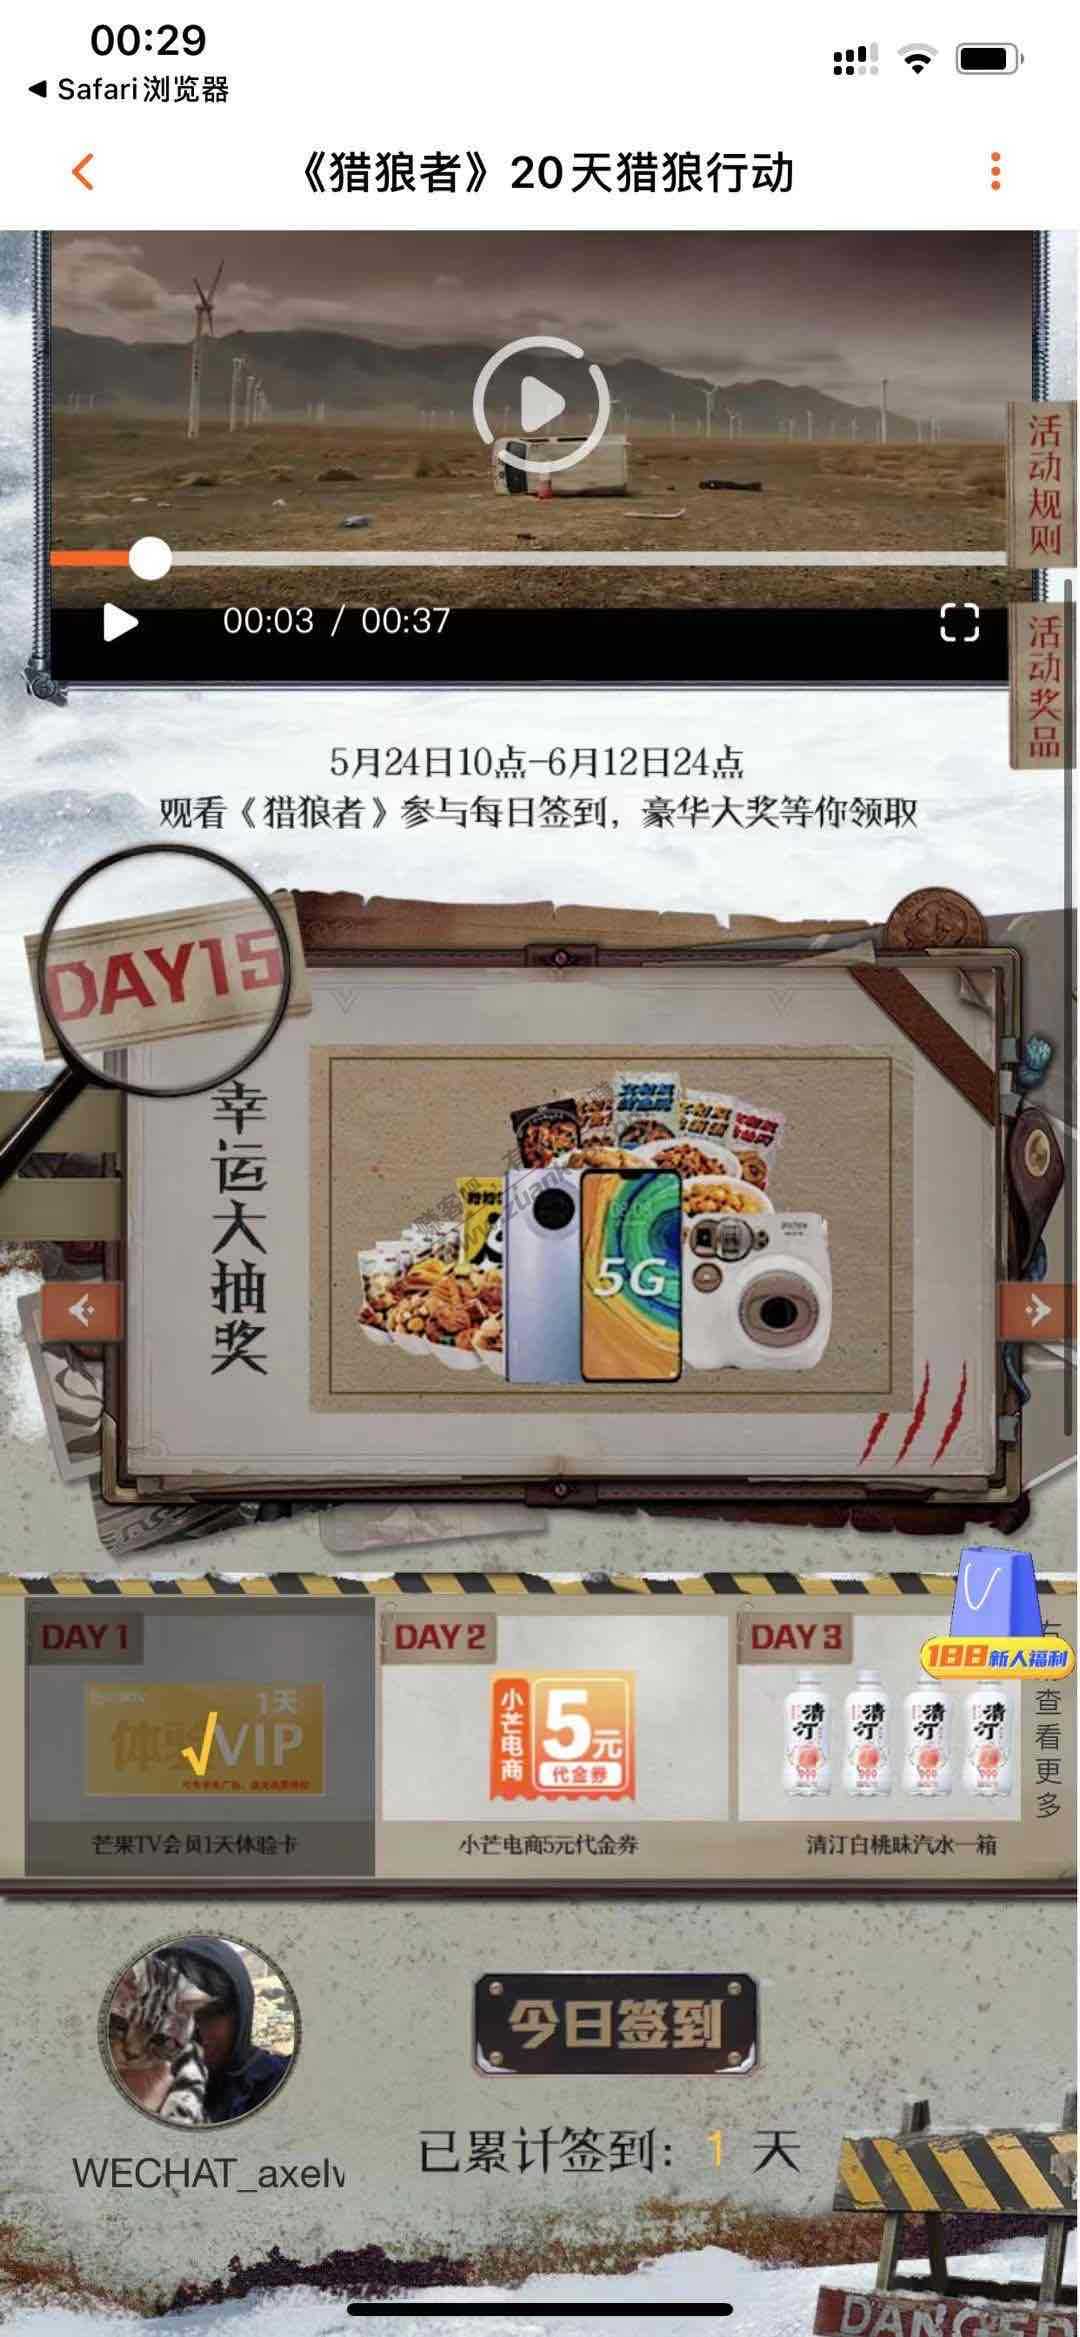 00:29
Safari浏览器
《猎狼者》20天猎狼行动
活动规则
00:03 / 00:37
活动奖品
5月24日10点-6月12日24点
观看《猎狼者》参与每日签到，豪华大奖等你领取
DAY15
幸运大抽奖
5G
DAY 1
1天
体验VIP
芒果TV会员1天体验卡
DAY 2
小芒电商
5元
代金券
小芒电商5元代金券
DAY 3
清汀
清汀
清汀
清汀
清汀白桃味汽水一箱
188新人福利
查看更多
今日签到
已累计签到：1 天
WECHAT_axelv
DANGER